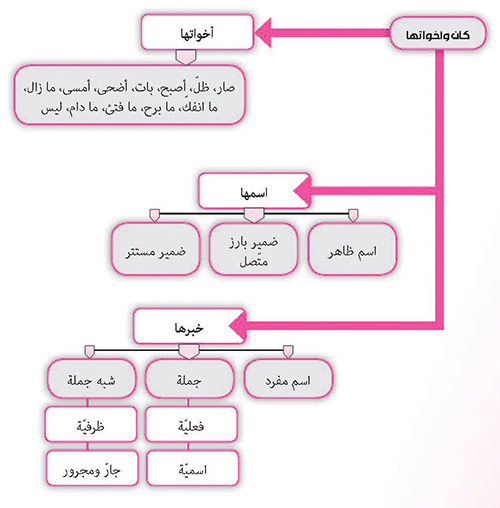 كان وأخواتها
أخواتها
صار، ظلّ، أصبح، بات، أضحى، أمسى، ما زال،
ما انفكّ، ما برح، ما فتئ، ما دام، ليس
اسمها
اسم ظاهر
ضمير بارز
متّصل
ضمير مستتر
خبرها
اسم مفرد
جملة
شبه جملة
فعليّة
ظرفيّة
اسميّة
جارّ ومجرور